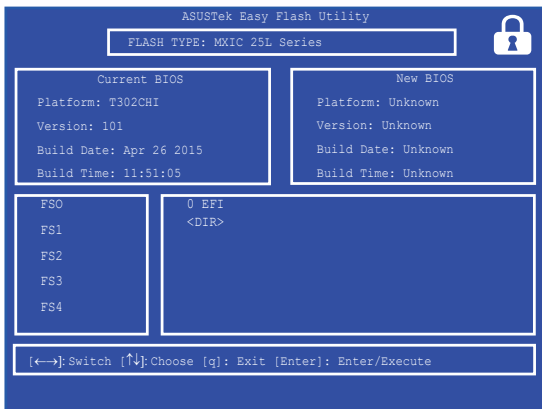 ASUSTek Easy Flash Utility
FLASH TYPE: MXIC 25L Series
Current BIOS
Platform: T302CHI
Version: 101
Build Date: Apr 26 2015
Build Time: 11:51:05
New BIOS
Platform: Unknown
Version: Unknown
Build Date: Unknown
Build Time: Unknown
FSO
FS1
FS2
FS3
FS4
0 EFI
<DIR>
[←→]: Switch [↑↓]: Choose [q]: Exit [Enter]: Enter/Execute